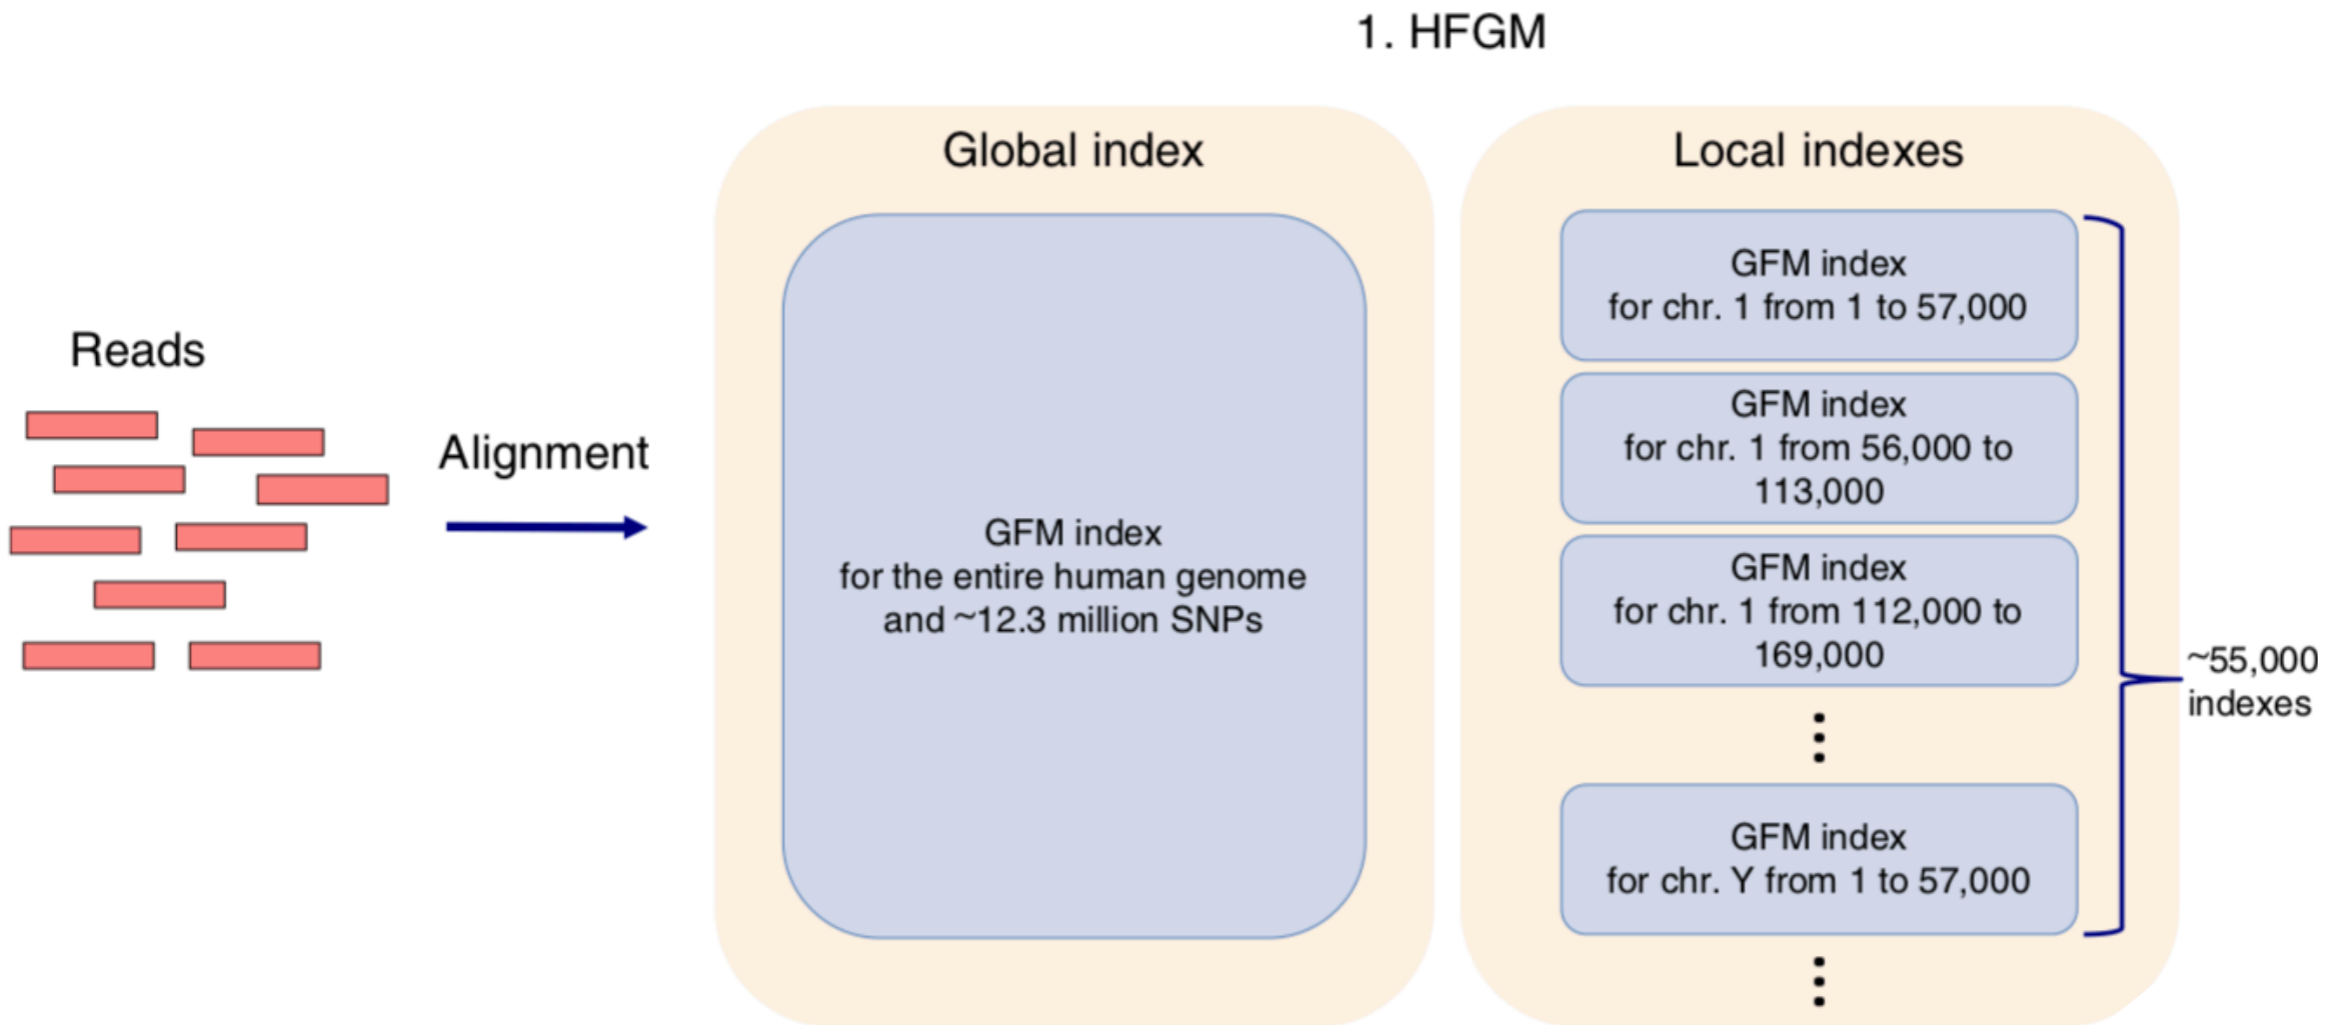 1. HFGM
Reads
Alignment
Global index
GFM index
for the entire human genome
and ~12.3 million SNPs
Local indexes
GFM index
for chr. 1 from 1 to 57,000
GFM index
for chr. 1 from 56,000 to
113,000
GFM index
for chr. 1 from 112,000 to
169,000
GFM index
for chr. Y from 1 to 57,000
~55,000
indexes